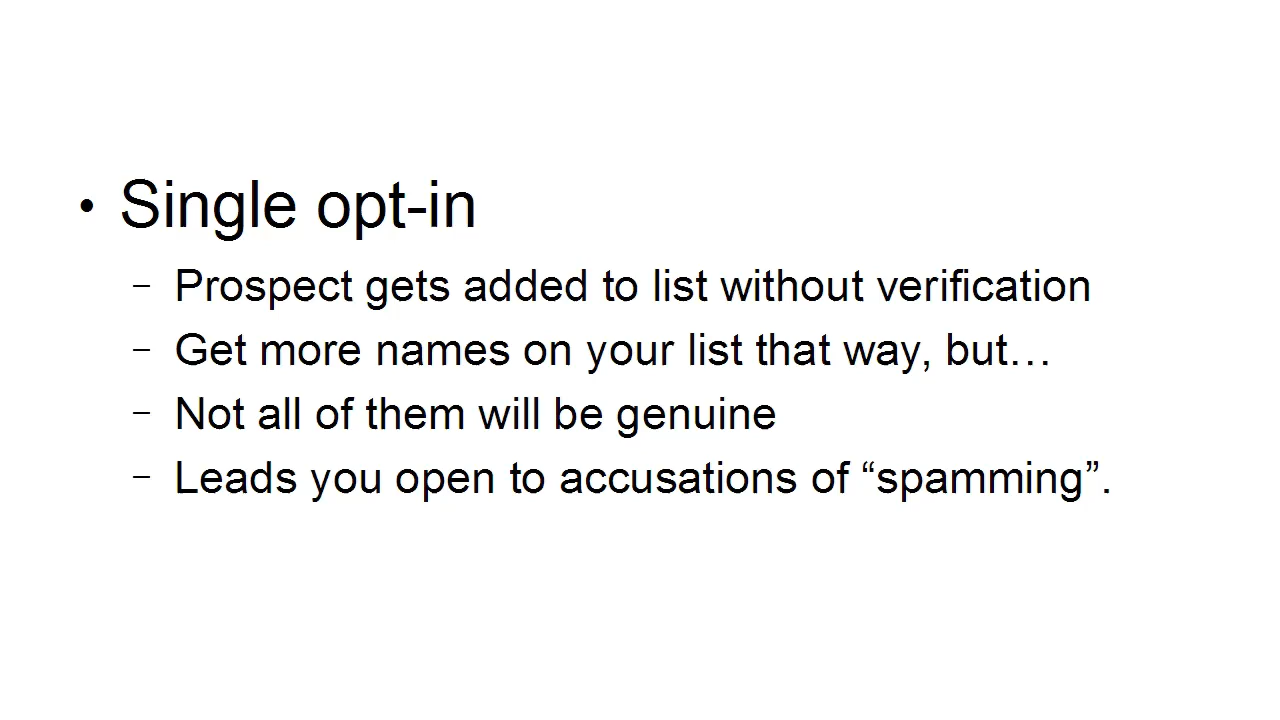 • Single opt-in
– Prospect gets added to list without verification
– Get more names on your list that way, but…
– Not all of them will be genuine
– Leads you open to accusations of “spamming”.